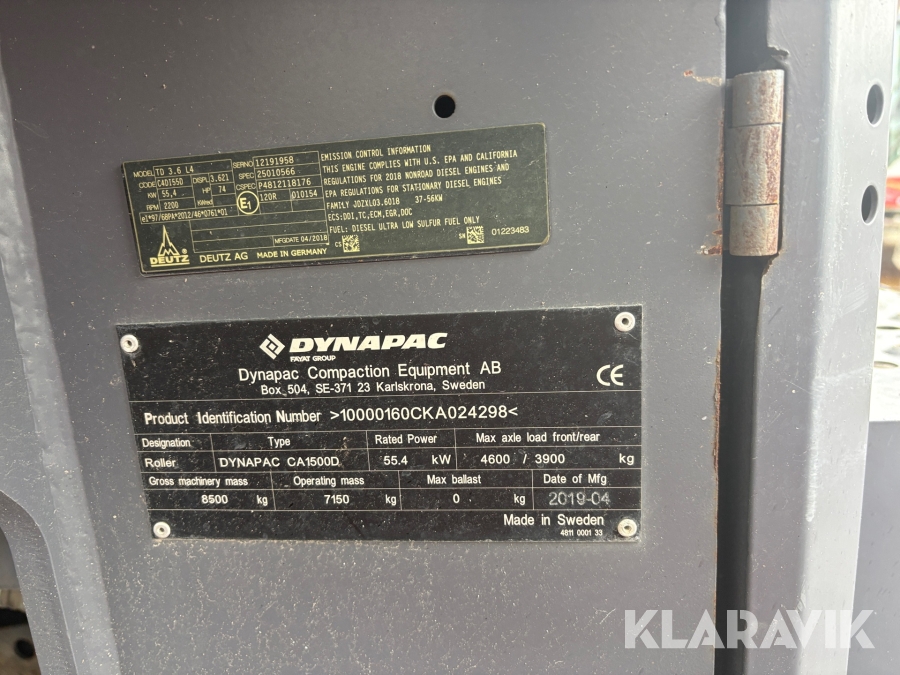 MODEL TD 3.6 L4 SERNO 12191958
CODE C4D155D DISPL 3.621 SPEC 25010566
KW 55,4 HP 74 CSPEC P4812118176
RPM 2200 E1 120R 010154
e1*97/68PA*2012/46*0761*01
MFGDATE 04/2018
DEUTZ DEUTZ AG MADE IN GERMANY
EMISSION CONTROL INFORMATION
THIS ENGINE COMPLIES WITH U.S. EPA AND CALIFORNIA
REGULATIONS FOR 2018 NONROAD DIESEL ENGINES AND
EPA REGULATIONS FOR STATIONARY DIESEL ENGINES
FAMILY JDZXL03.6018 37-56KW
ECS:DDI,TC,ECM,EGR,DOC
FUEL: DIESEL ULTRA LOW SULFUR FUEL ONLY
CS SN 01223483
DYNAPAC
FAYAT GROUP
Dynapac Compaction Equipment AB
Box 504, SE-371 23 Karlskrona, Sweden
CE
Product Identification Number >10000160CKA024298<
Designation Type Rated Power Max axle load front/rear
Roller DYNAPAC CA1500D 55.4 kW 4600 / 3900 kg
Gross machinery mass Operating mass Max ballast Date of Mfg
8500 kg 7150 kg 0 kg 2019-04
Made in Sweden
4811 0001 33
KLARAVIK